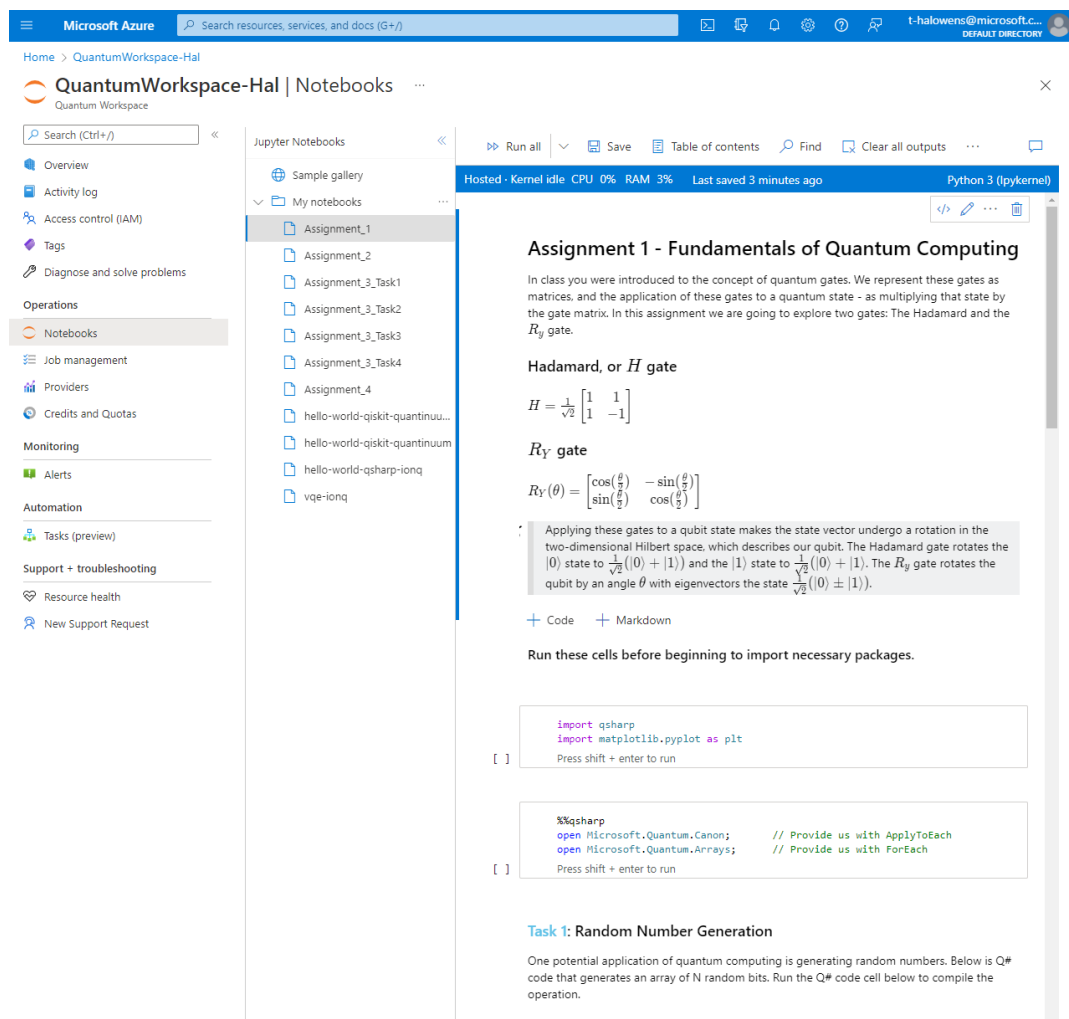 Microsoft Azure
Search resources, services, and docs (G+/)
t-halowens@microsoft.c...
DEFAULT DIRECTORY
Home > QuantumWorkspace-Hal
QuantumWorkspace-Hal | Notebooks ...
Quantum Workspace
Search (Ctrl+/)
Overview
Activity log
Access control (IAM)
Tags
Diagnose and solve problems
Operations
Notebooks
Job management
Providers
Credits and Quotas
Monitoring
Alerts
Automation
Tasks (preview)
Support + troubleshooting
Resource health
New Support Request
Jupyter Notebooks
Sample gallery
My notebooks ...
Assignment_1
Assignment_2
Assignment_3_Task1
Assignment_3_Task2
Assignment_3_Task3
Assignment_3_Task4
Assignment_4
hello-world-qiskit-quantinuu...
hello-world-qiskit-quantinuum
hello-world-qsharp-ionq
vqe-ionq
Run all Save Table of contents Find Clear all outputs ...
Hosted · Kernel idle CPU 0% RAM 3% Last saved 3 minutes ago Python 3 (Ipykernel)
Assignment 1 - Fundamentals of Quantum Computing
In class you were introduced to the concept of quantum gates. We represent these gates as
matrices, and the application of these gates to a quantum state - as multiplying that state by
the gate matrix. In this assignment we are going to explore two gates: The Hadamard and the
R_y gate.
Hadamard, or H gate
H = 1/√2 [1 1; 1 −1]
R_Y gate
R_Y(θ) = [cos(θ/2) −sin(θ/2); sin(θ/2) cos(θ/2)]
Applying these gates to a qubit state makes the state vector undergo a rotation in the
two-dimensional Hilbert space, which describes our qubit. The Hadamard gate rotates the
|0⟩ state to 1/√2(|0⟩ + |1⟩) and the |1⟩ state to 1/√2(|0⟩ + |1⟩. The R_y gate rotates the
qubit by an angle θ with eigenvectors the state 1/√2(|0⟩ ± |1⟩).
+ Code + Markdown
Run these cells before beginning to import necessary packages.
import qsharp
import matplotlib.pyplot as plt
[ ] Press shift + enter to run
%%qsharp
open Microsoft.Quantum.Canon; // Provide us with ApplyToEach
open Microsoft.Quantum.Arrays; // Provide us with ForEach
[ ] Press shift + enter to run
Task 1: Random Number Generation
One potential application of quantum computing is generating random numbers. Below is Q#
code that generates an array of N random bits. Run the Q# code cell below to compile the
operation.